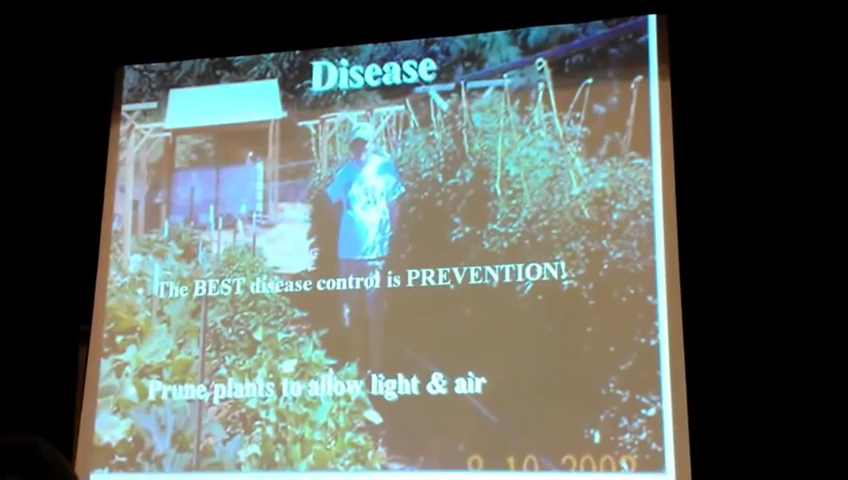 Disease
The BEST disease control is PREVENTION!
Prune plants to allow light & air